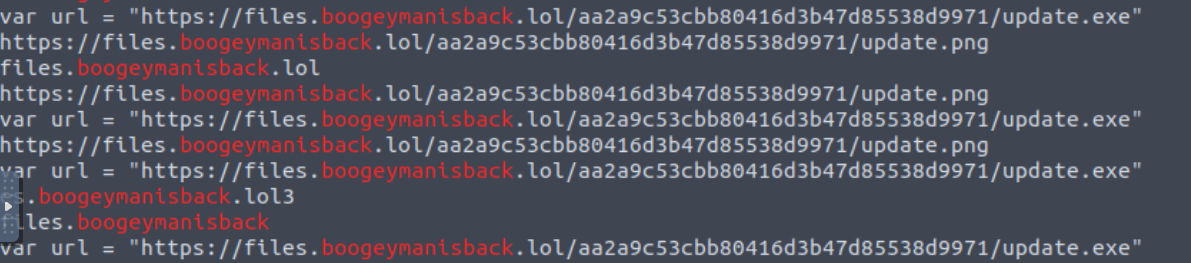 var url = "https://files.boogeymanisback.lol/aa2a9c53cbb80416d3b47d85538d9971/update.exe"
https://files.boogeymanisback.lol/aa2a9c53cbb80416d3b47d85538d9971/update.png
files.boogeymanisback.lol
https://files.boogeymanisback.lol/aa2a9c53cbb80416d3b47d85538d9971/update.png
var url = "https://files.boogeymanisback.lol/aa2a9c53cbb80416d3b47d85538d9971/update.exe"
https://files.boogeymanisback.lol/aa2a9c53cbb80416d3b47d85538d9971/update.png
var url = "https://files.boogeymanisback.lol/aa2a9c53cbb80416d3b47d85538d9971/update.exe"
es.boogeymanisback.lol3
files.boogeymanisback
var url = "https://files.boogeymanisback.lol/aa2a9c53cbb80416d3b47d85538d9971/update.exe"